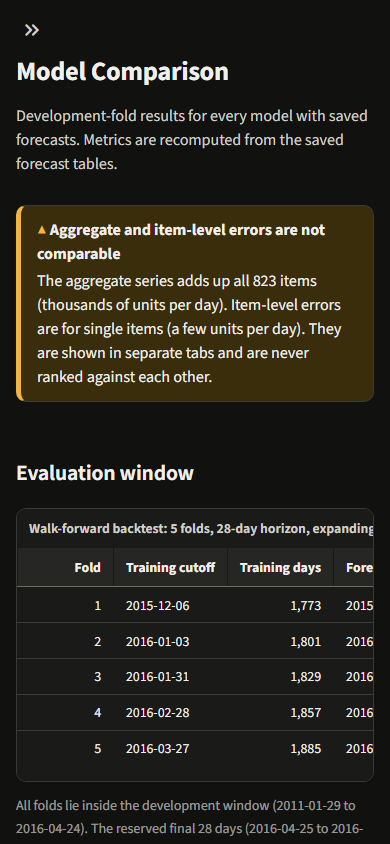 Model Comparison
Development-fold results for every model with saved
forecasts. Metrics are recomputed from the saved
forecast tables.
Aggregate and item-level errors are not
comparable
The aggregate series adds up all 823 items
(thousands of units per day). Item-level errors
are for single items (a few units per day). They
are shown in separate tabs and are never
ranked against each other.
Evaluation window
Walk-forward backtest: 5 folds, 28-day horizon, expanding
Fold Training cutoff Training days Fore
1 2015-12-06 1,773 2015
2 2016-01-03 1,801 2016
3 2016-01-31 1,829 2016
4 2016-02-28 1,857 2016
5 2016-03-27 1,885 2016
All folds lie inside the development window (2011-01-29 to
2016-04-24). The reserved final 28 days (2016-04-25 to 2016-